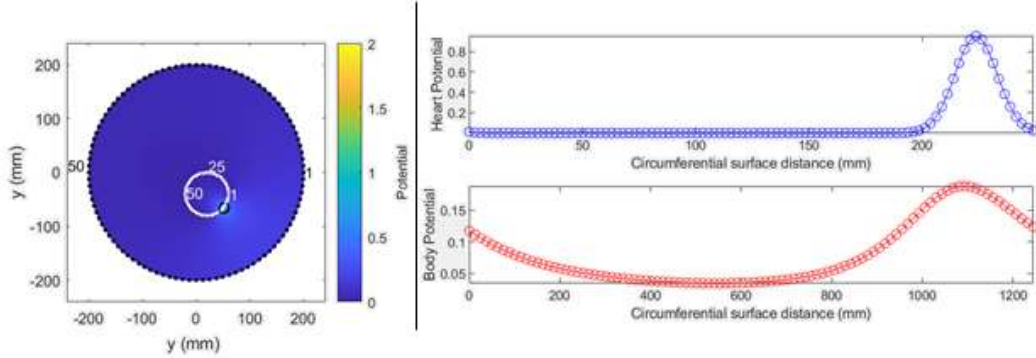 200
100
0
-100
-200
y (mm)
50
25
50
1
1
-200 -100 0 100 200
y (mm)
2
1.5
1
0.5
0
Potential
0.8
0.6
0.4
0.2
Heart Potential
0 50 100 150 200
Circumferential surface distance (mm)
0.15
0.1
0.05
Body Potential
0 200 400 600 800 1000 1200
Circumferential surface distance (mm)